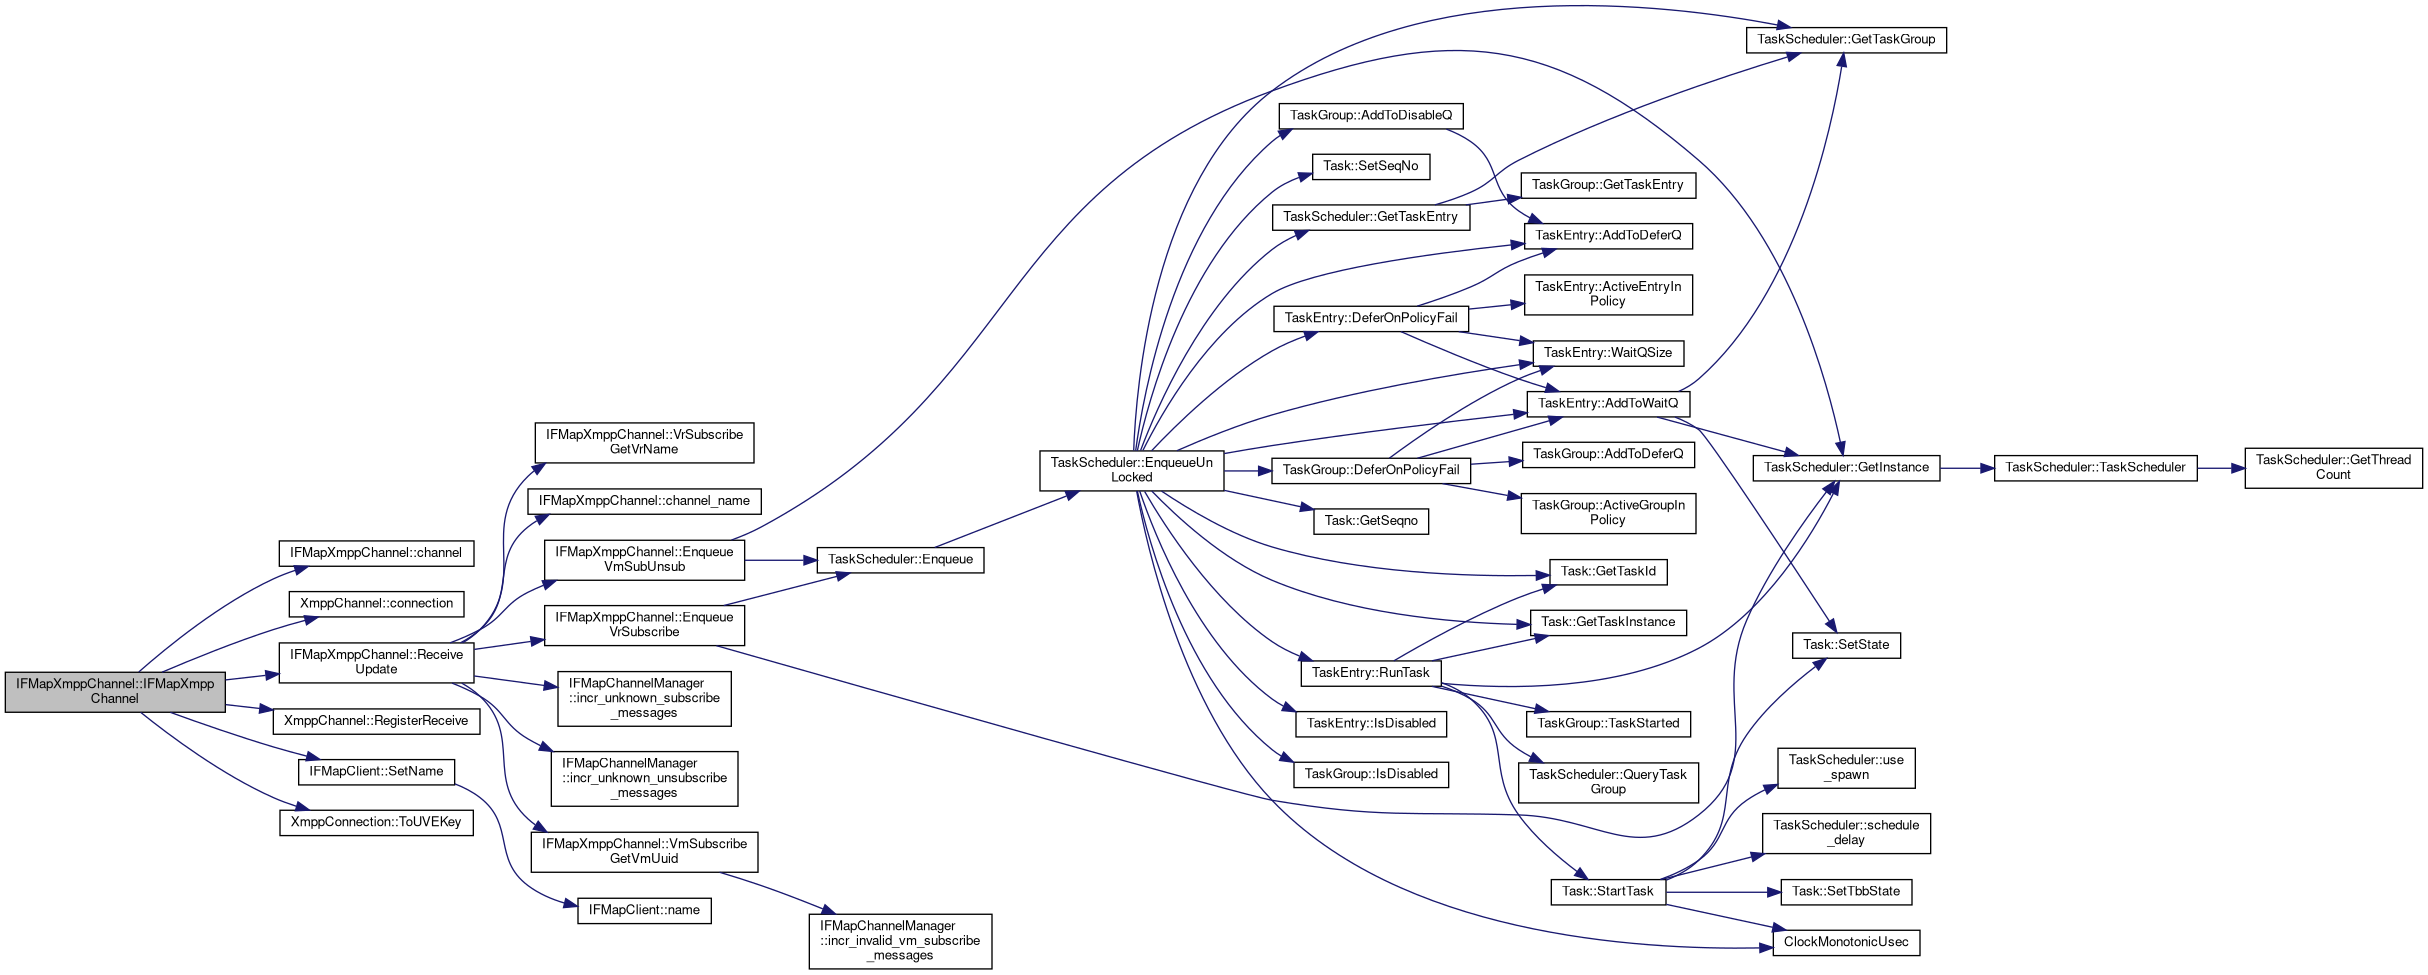 IFMapXmppChannel::IFMapXmpp
Channel
IFMapXmppChannel::channel
XmppChannel::connection
IFMapXmppChannel::Receive
Update
XmppChannel::RegisterReceive
IFMapClient::SetName
XmppConnection::ToUVEKey
IFMapXmppChannel::VrSubscribe
GetVrName
IFMapXmppChannel::channel_name
IFMapXmppChannel::Enqueue
VmSubUnsub
IFMapXmppChannel::Enqueue
VrSubscribe
IFMapChannelManager
::incr_unknown_subscribe
_messages
IFMapChannelManager
::incr_unknown_unsubscribe
_messages
IFMapXmppChannel::VmSubscribe
GetVmUuid
IFMapClient::name
TaskScheduler::Enqueue
IFMapChannelManager
::incr_invalid_vm_subscribe
_messages
TaskScheduler::EnqueueUn
Locked
TaskGroup::AddToDisableQ
Task::SetSeqNo
TaskScheduler::GetTaskEntry
TaskEntry::DeferOnPolicyFail
TaskGroup::DeferOnPolicyFail
Task::GetSeqno
TaskEntry::RunTask
TaskEntry::IsDisabled
TaskGroup::IsDisabled
TaskGroup::GetTaskEntry
TaskEntry::AddToDeferQ
TaskEntry::ActiveEntryIn
Policy
TaskEntry::WaitQSize
TaskEntry::AddToWaitQ
TaskGroup::AddToDeferQ
TaskGroup::ActiveGroupIn
Policy
Task::GetTaskId
Task::GetTaskInstance
TaskGroup::TaskStarted
TaskScheduler::QueryTask
Group
Task::StartTask
TaskScheduler::GetTaskGroup
TaskScheduler::GetInstance
Task::SetState
TaskScheduler::use
_spawn
TaskScheduler::schedule
_delay
Task::SetTbbState
ClockMonotonicUsec
TaskScheduler::TaskScheduler
TaskScheduler::GetThread
Count